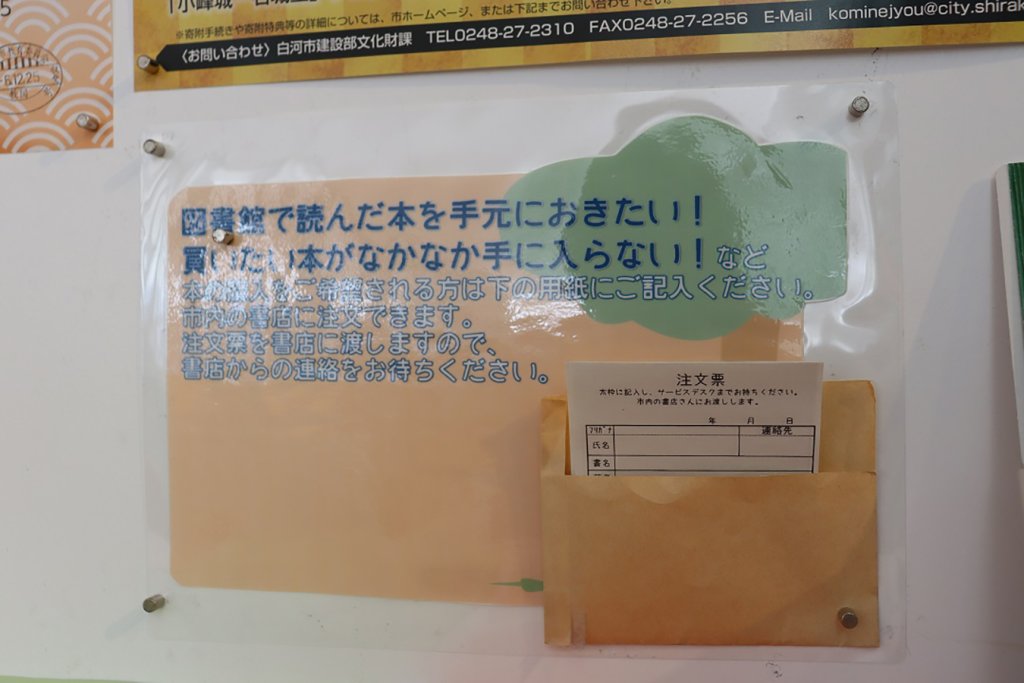 ※寄附手続きや寄附特典等の詳細については、市ホームページ、または下記までお問い合わせ下さい。
〈お問い合わせ〉白河市建設部文化財課 TEL0248-27-2310 FAX0248-27-2256 E-Mail kominejyou@city.shirak
図書館で読んだ本を手元におきたい!
買いたい本がなかなか手に入らない!など
本の購入をご希望される方は下の用紙にご記入ください。
市内の書店に注文できます。
注文票を書店に渡しますので、
書店からの連絡をお待ちください。
注文票
太枠に記入し、サービスデスクまでお持ちください。
市内の書店さんにお渡しします。
年 月 日
フリガナ 連絡先
氏名
書名